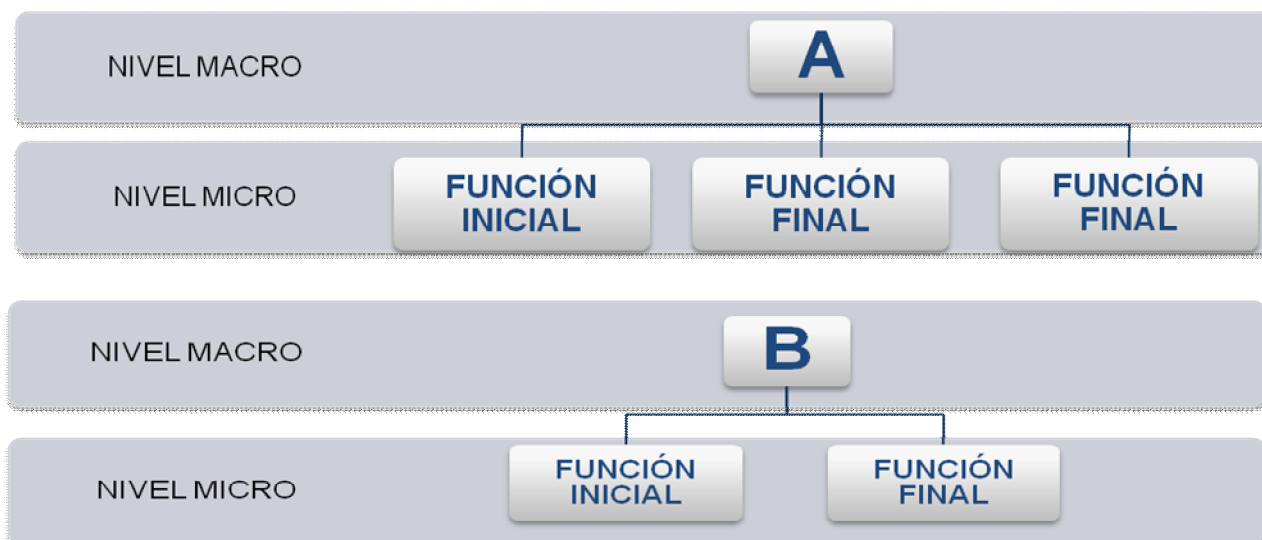 NIVEL MACRO
A
NIVEL MICRO
FUNCIÓN
INICIAL
FUNCIÓN
FINAL
FUNCIÓN
FINAL
NIVEL MACRO
B
NIVEL MICRO
FUNCIÓN
INICIAL
FUNCIÓN
FINAL